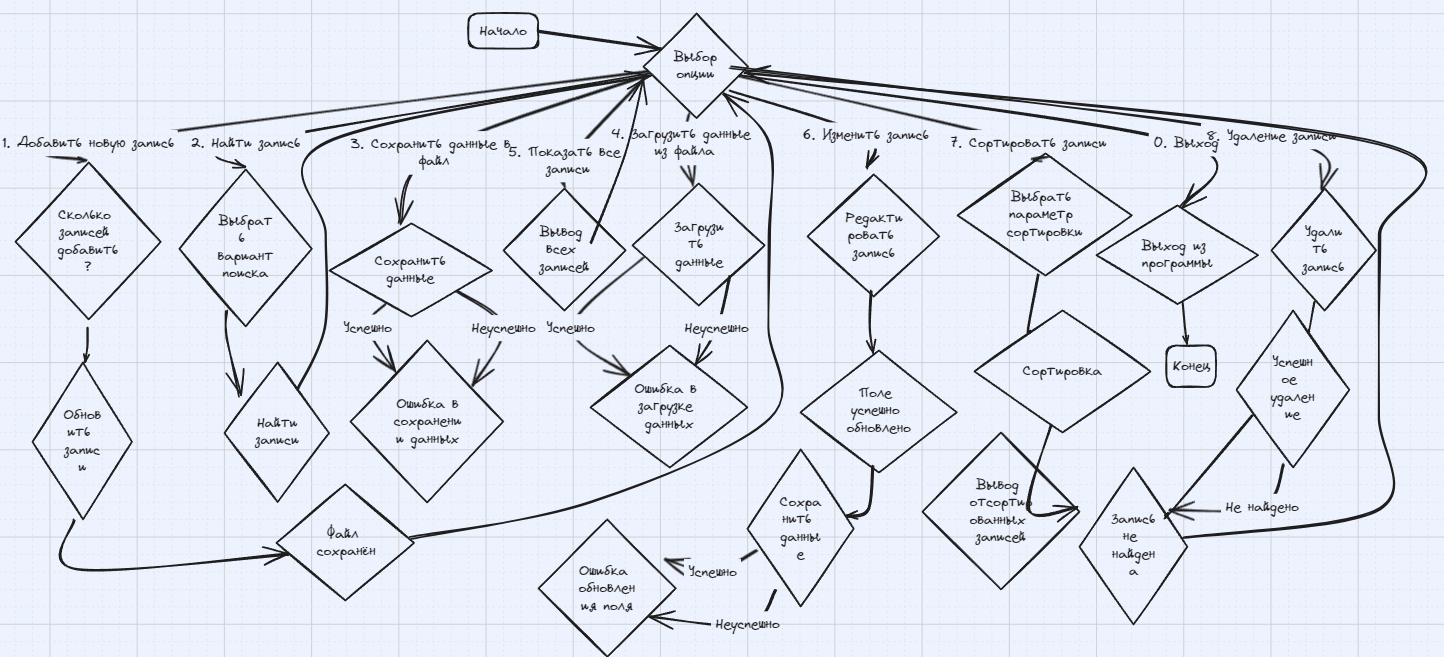 Начало
Выбор
опции
1. Добавить новую запись
2. Найти запись
3. Сохранить данные в
файл
5. Показать все
записи
4. Загрузить данные
из файла
6. Изменить запись
7. Сортировать записи
0. Выход
8. Удаление записи
Сколько
записей
добавить
?
Выбрат
ь
вариант
поиска
Сохранить
данные
Вывод
всех
записей
Загрузи
ть
данные
Редакти
ровать
запись
Выбрать
параметр
сортировки
Выход из
программы
Удали
ть
запись
Успешно
Неуспешно
Успешно
Неуспешно
Обнов
ить
запис
и
Найти
записи
Ошибка в
сохранени
и данных
Ошибка в
загрузке
данных
Поле
успешно
обновлено
Сортировка
Конец
Успешн
ое
удален
ие
Файл
сохранён
Сохра
нить
данны
е
Вывод
отсортир
ованных
записей
Запись
не
найден
а
Не найдено
Ошибка
обновлен
ия поля
Успешно
Неуспешно